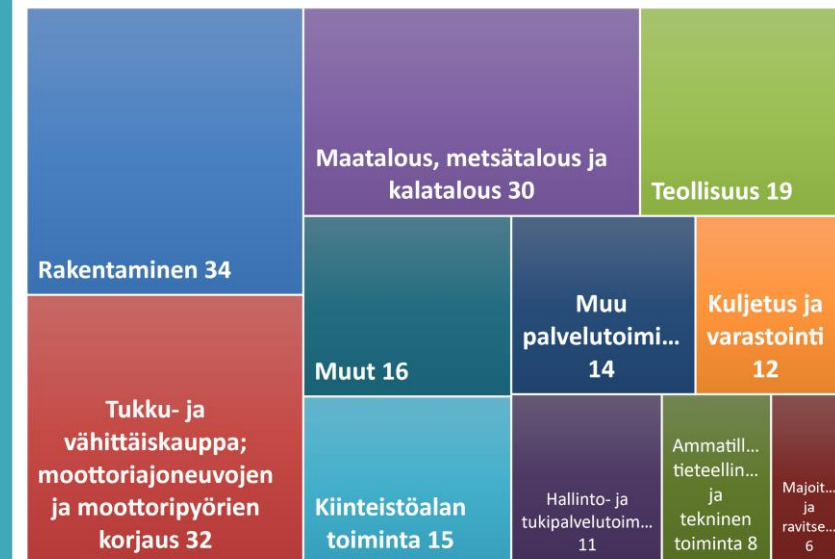 Rakentaminen 34
Maatalous, metsätalous ja
kalatalous 30
Teollisuus 19
Tukku- ja
vähittäiskauppa;
moottoriajoneuvojen
ja moottoripyörien
korjaus 32
Muut 16
Muu
palvelutoimi...
14
Kuljetus ja
varastointi
12
Kiinteistöalan
toiminta 15
Hallinto- ja
tukipalvelutoim...
11
Ammatill...
tieteellin...
ja
tekninen
toiminta 8
Majoit...
ja
ravitse...
6